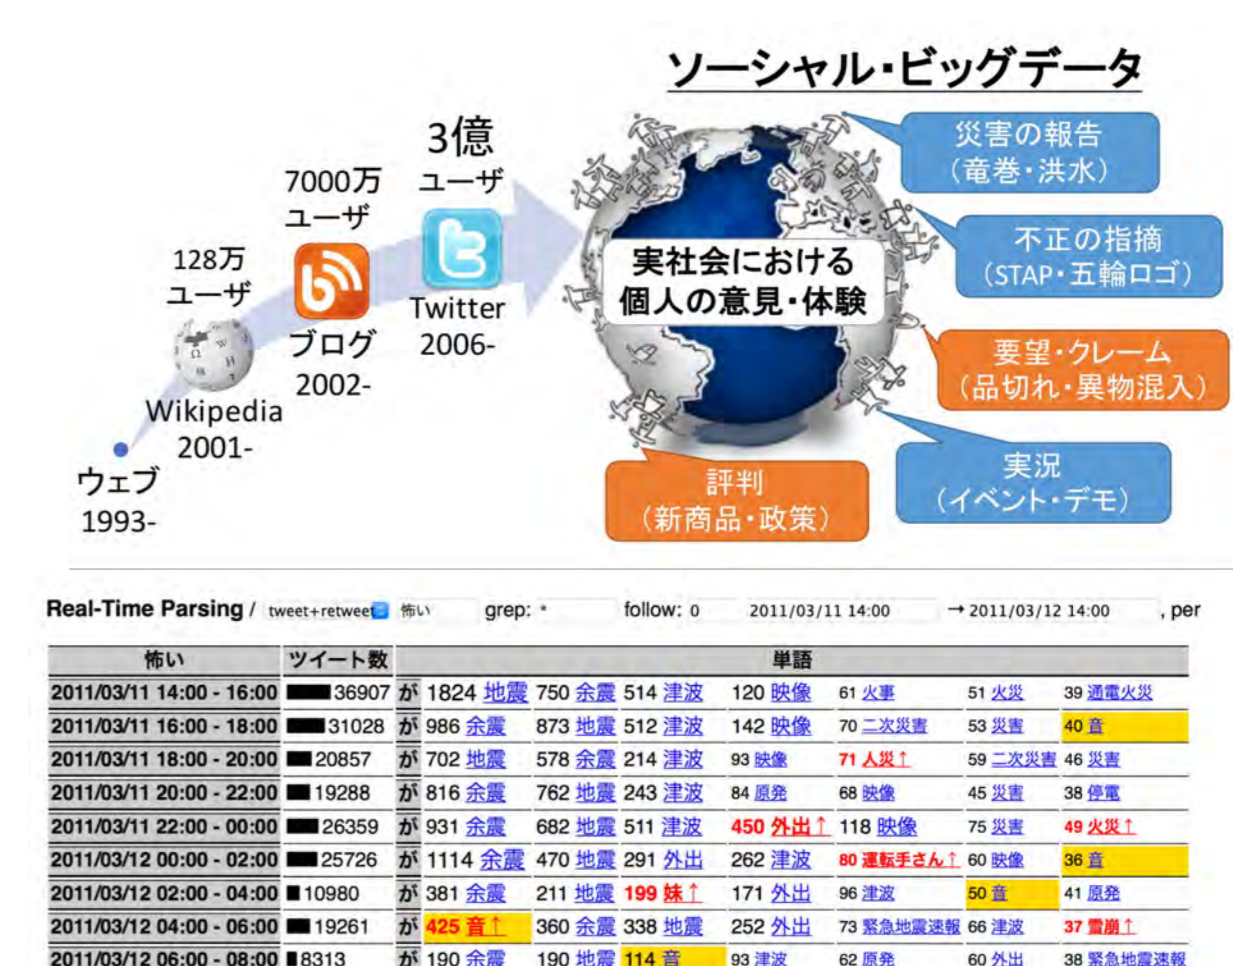 ソーシャル・ビッグデータ
3億
ユーザ
7000万
ユーザ
128万
ユーザ
Twitter
2006-
ブログ
2002-
Wikipedia
2001-
ウェブ
1993-
実社会における
個人の意見・体験
災害の報告
(竜巻・洪水)
不正の指摘
(STAP・五輪ロゴ)
要望・クレーム
(品切れ・異物混入)
実況
(イベント・デモ)
評判
(新商品・政策)
Real-Time Parsing / tweet+retweet 怖い grep: * follow: 0 2011/03/11 14:00 → 2011/03/12 14:00 , per
怖い ツイート数 単語
2011/03/11 14:00 - 16:00 36907 が 1824 地震 750 余震 514 津波 120 映像 61 火事 51 火災 39 通電火災
2011/03/11 16:00 - 18:00 31028 が 986 余震 873 地震 512 津波 142 映像 70 二次災害 53 災害 40 音
2011/03/11 18:00 - 20:00 20857 が 702 地震 578 余震 214 津波 93 映像 71 人災↑ 59 二次災害 46 災害
2011/03/11 20:00 - 22:00 19288 が 816 余震 762 地震 243 津波 84 原発 68 映像 45 災害 38 停電
2011/03/11 22:00 - 00:00 26359 が 931 余震 682 地震 511 津波 450 外出↑ 118 映像 75 災害 49 火災↑
2011/03/12 00:00 - 02:00 25726 が 1114 余震 470 地震 291 外出 262 津波 80 運転手さん↑ 60 映像 36 音
2011/03/12 02:00 - 04:00 10980 が 381 余震 211 地震 199 妹↑ 171 外出 96 津波 50 音 41 原発
2011/03/12 04:00 - 06:00 19261 が 425 音↑ 360 余震 338 地震 252 外出 73 緊急地震速報 66 津波 37 雪崩↑
2011/03/12 06:00 - 08:00 8313 が 190 余震 190 地震 114 音 93 津波 62 原発 60 外出 38 緊急地震速報